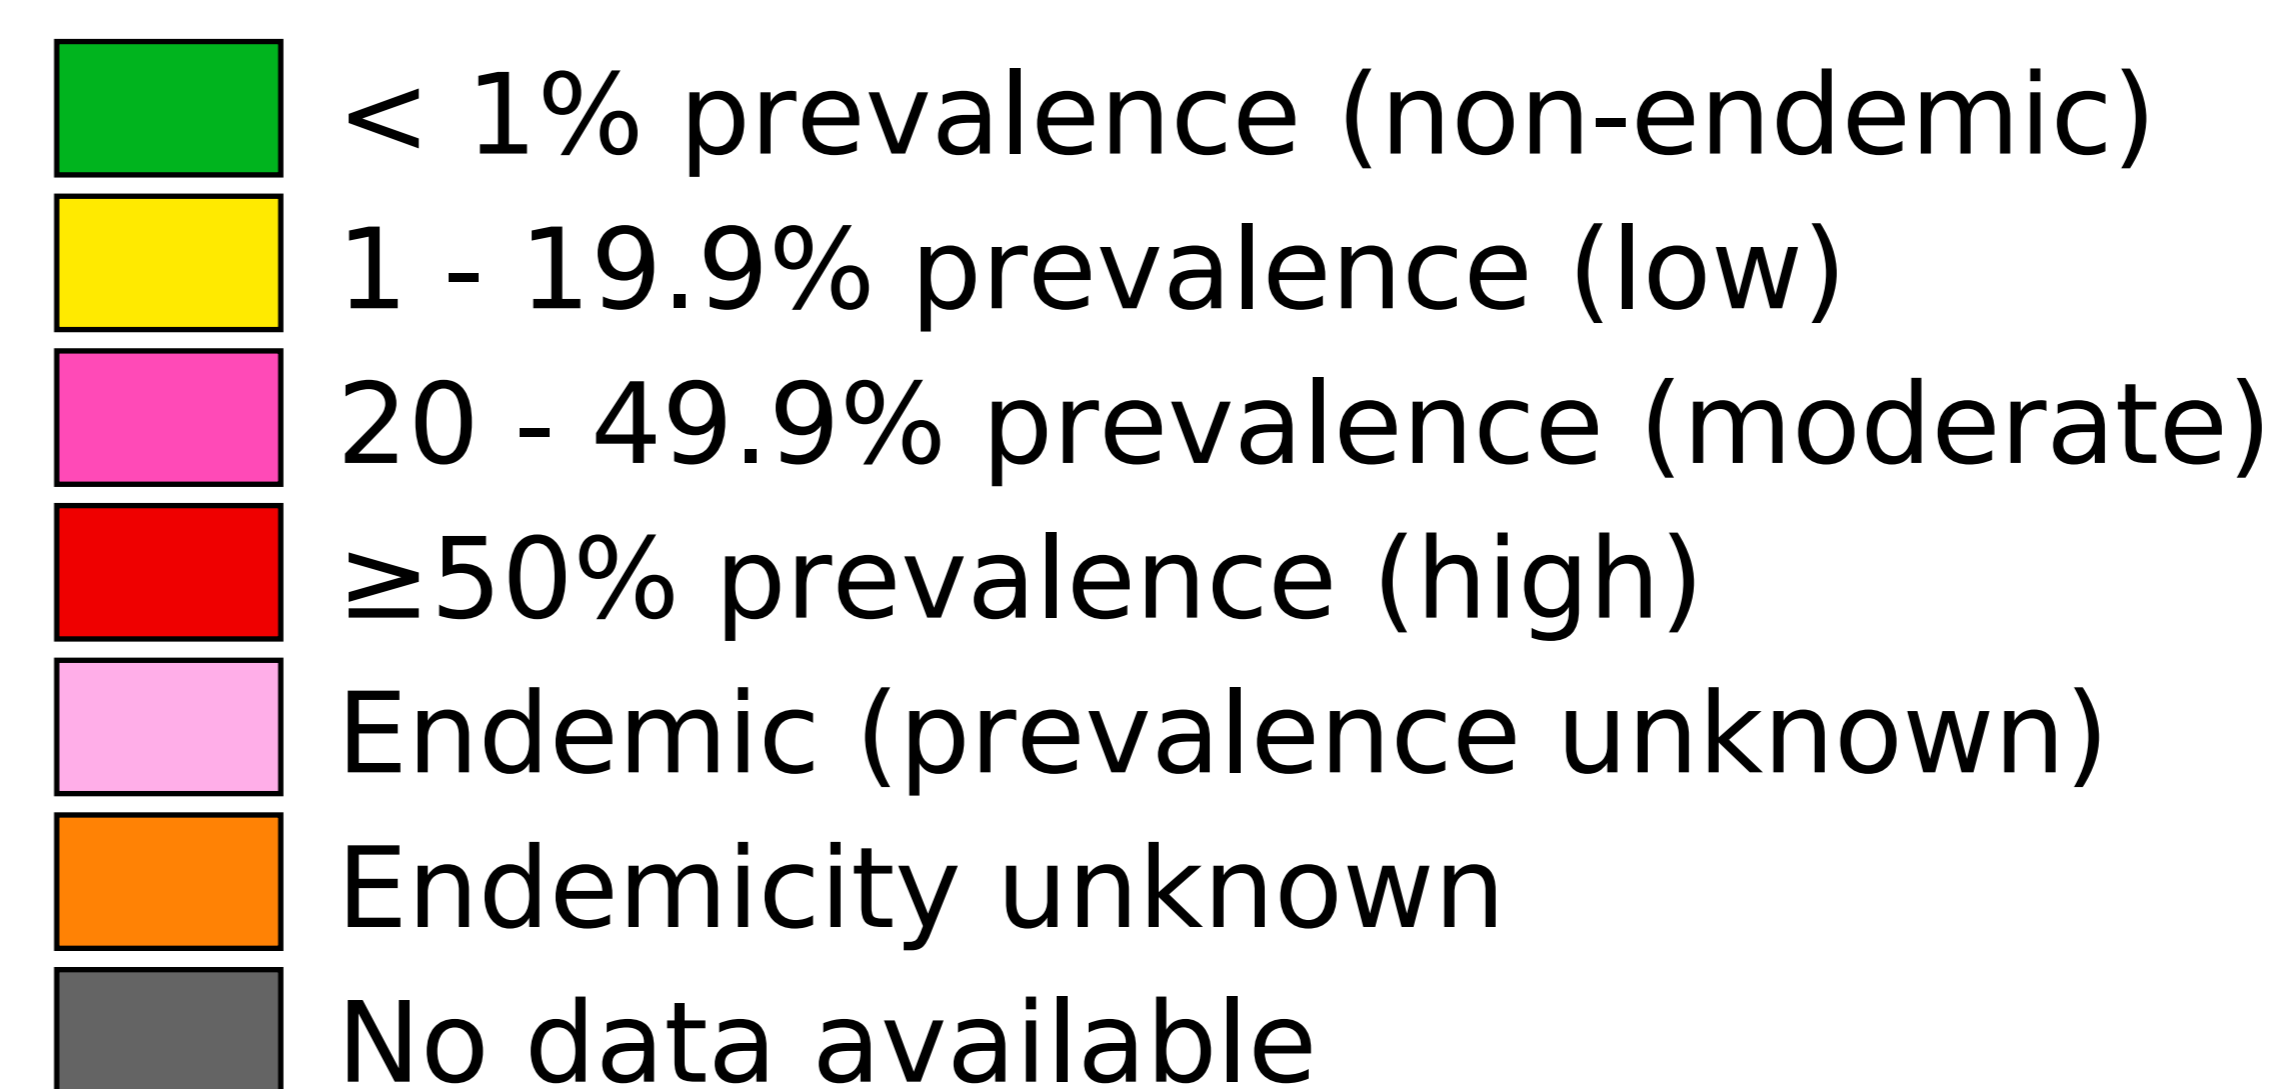 < 1% prevalence (non-endemic)
1 - 19.9% prevalence (low)
20 - 49.9% prevalence (moderate)
≥50% prevalence (high)
Endemic (prevalence unknown)
Endemicity unknown
No data available